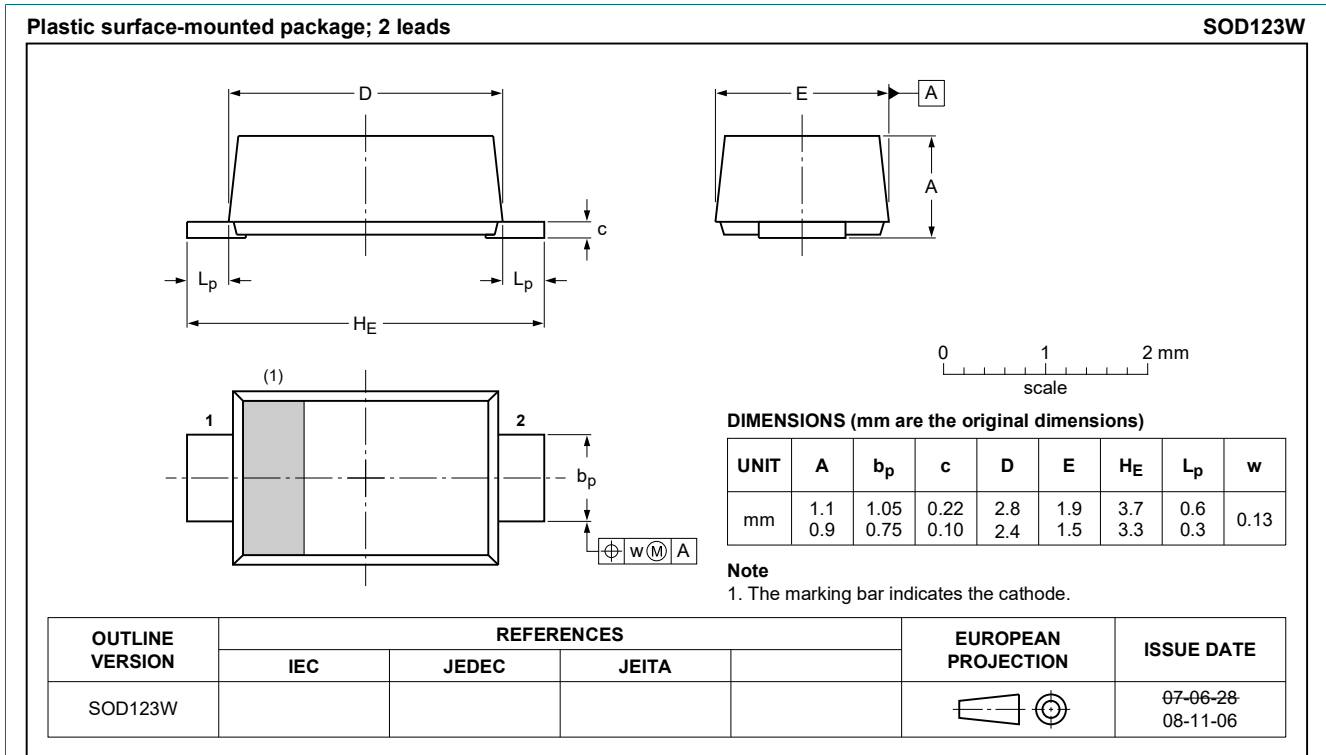 Plastic surface-mounted package; 2 leads SOD123W
D
E
A
A
c
Lp
Lp
HE
0 1 2 mm
scale
(1)
1
2
bp
w Ⓜ A
DIMENSIONS (mm are the original dimensions)
UNIT A bp c D E HE Lp w
mm 1.1 1.05 0.22 2.8 1.9 3.7 0.6 0.13
0.9 0.75 0.10 2.4 1.5 3.3 0.3
Note
1. The marking bar indicates the cathode.
OUTLINE VERSION REFERENCES EUROPEAN PROJECTION ISSUE DATE
IEC JEDEC JEITA
SOD123W 07-06-28
08-11-06